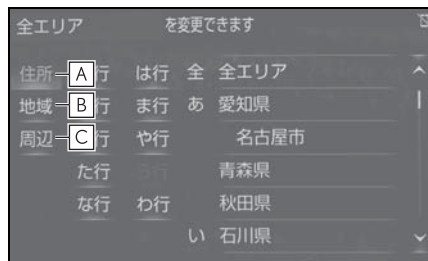 全エリア を変更できます
住所 A 行 は行 全 全エリア
地域 B 行 ま行 あ 愛知県
周辺 C 行 や行 名古屋市
た行 青森県
な行 わ行 秋田県
い 石川県